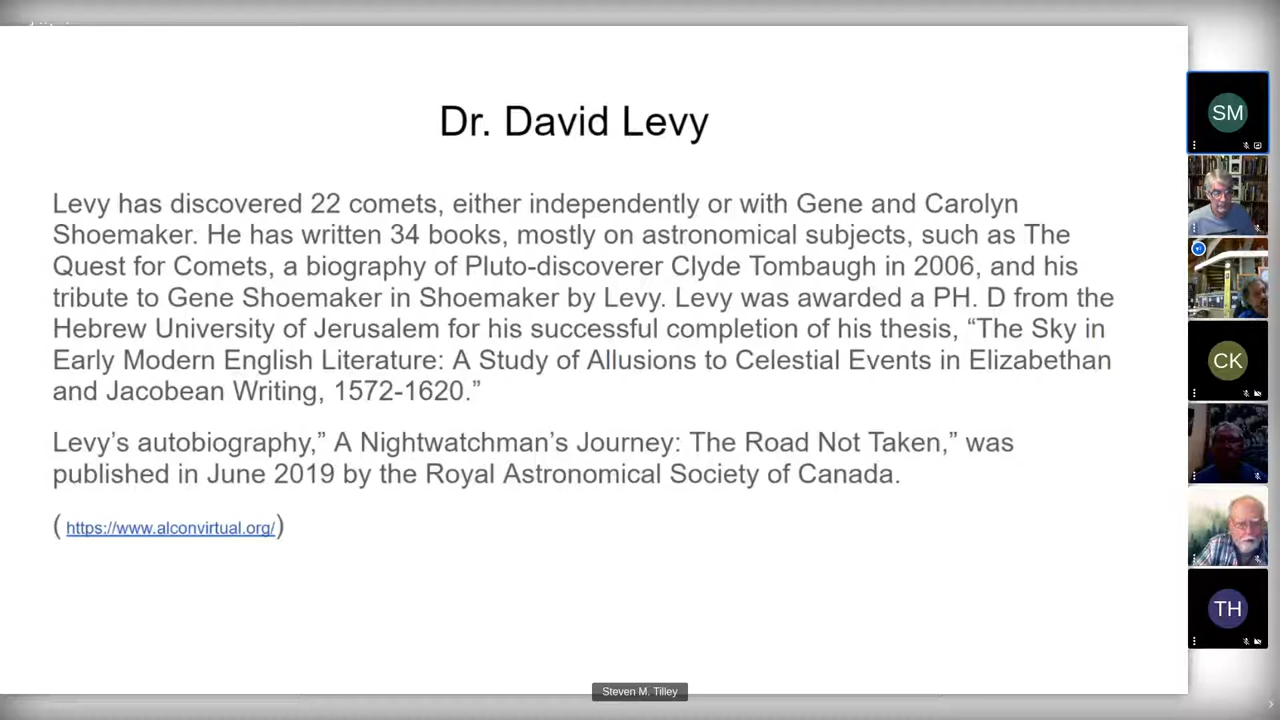 Dr. David Levy
Levy has discovered 22 comets, either independently or with Gene and Carolyn
Shoemaker. He has written 34 books, mostly on astronomical subjects, such as The
Quest for Comets, a biography of Pluto-discoverer Clyde Tombaugh in 2006, and his
tribute to Gene Shoemaker in Shoemaker by Levy. Levy was awarded a PH. D from the
Hebrew University of Jerusalem for his successful completion of his thesis, “The Sky in
Early Modern English Literature: A Study of Allusions to Celestial Events in Elizabethan
and Jacobean Writing, 1572-1620.”
Levy’s autobiography,” A Nightwatchman’s Journey: The Road Not Taken,” was
published in June 2019 by the Royal Astronomical Society of Canada.
( https://www.alconvirtual.org/)
SM
CK
TH
Steven M. Tilley